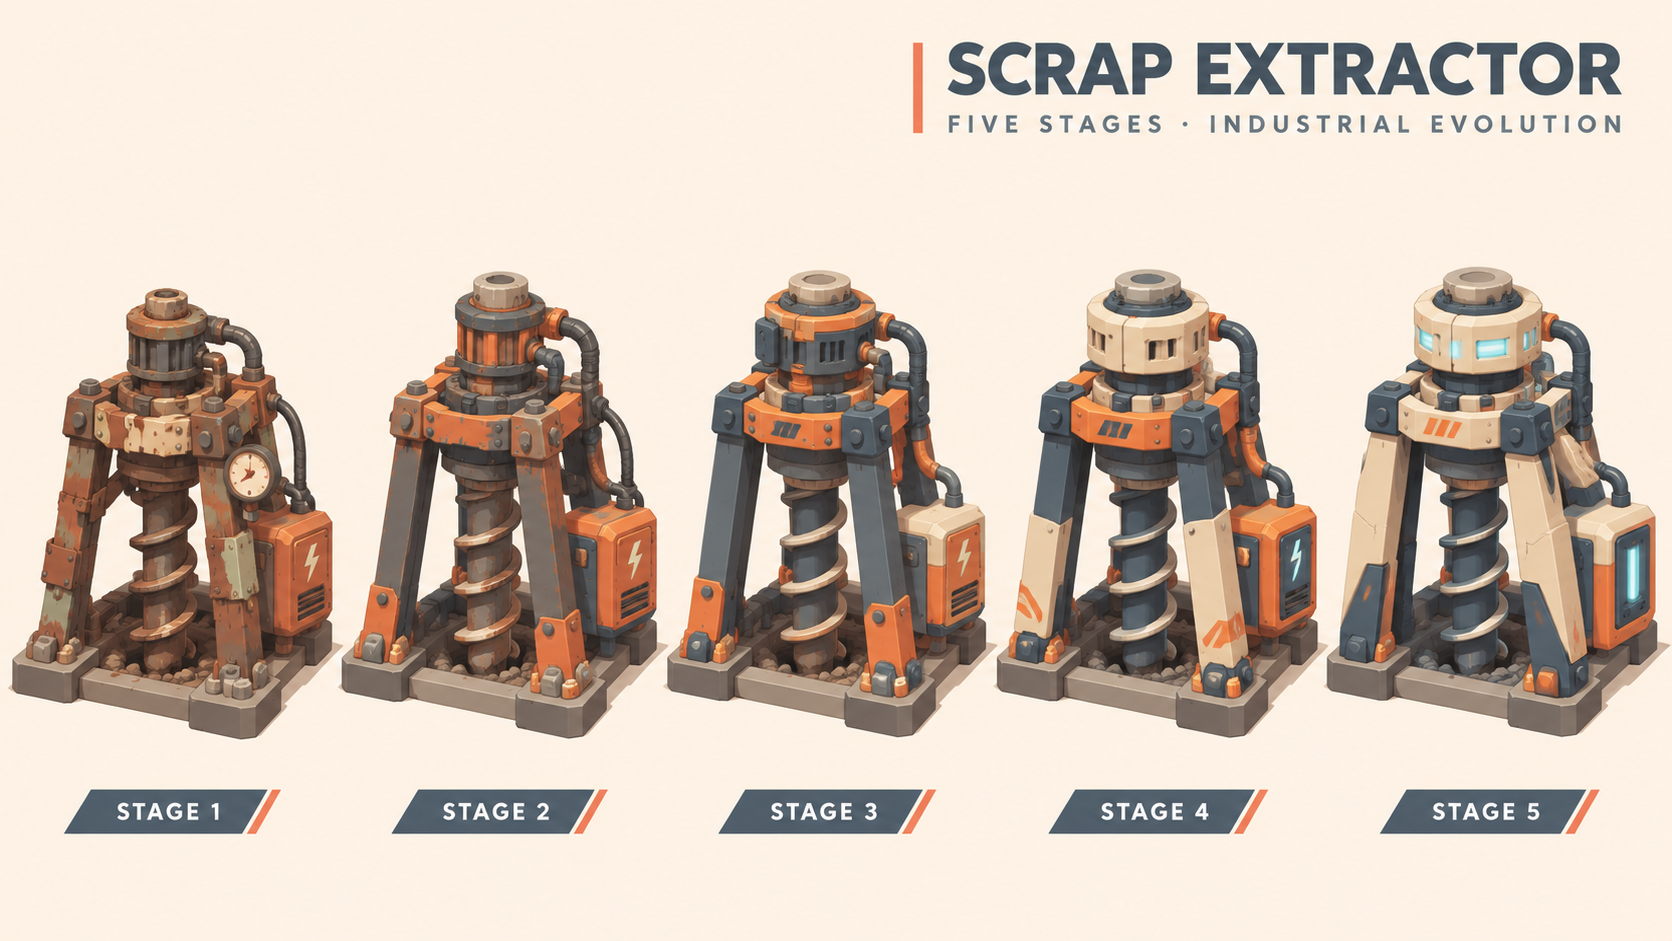 SCRAP EXTRACTOR
FIVE STAGES · INDUSTRIAL EVOLUTION
STAGE 1
STAGE 2
STAGE 3
STAGE 4
STAGE 5